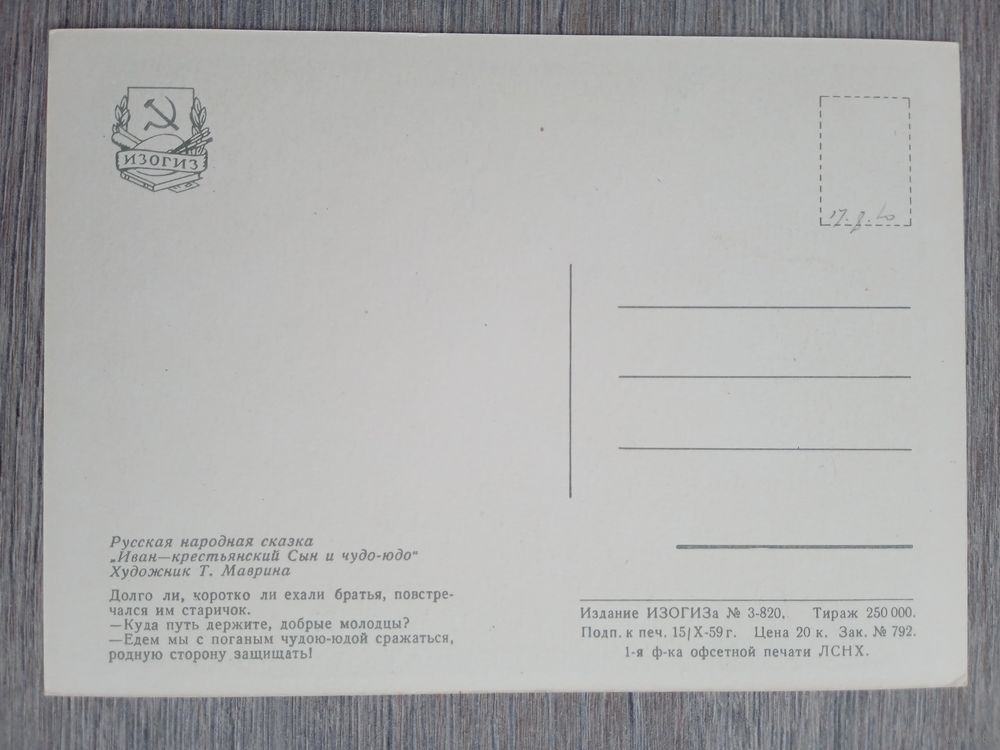 ИЗОГИЗ
17.8.60
Русская народная сказка
„Иван—крестьянский Сын и чудо-юдо“
Художник Т. Маврина
Долго ли, коротко ли ехали братья, повстре-
чался им старичок.
—Куда путь держите, добрые молодцы?
—Едем мы с поганым чудою-юдой сражаться,
родную сторону защищать!
Издание ИЗОГИЗа № 3-820. Тираж 250 000.
Подп. к печ. 15/X-59 г. Цена 20 к. Зак. № 792.
1-я ф-ка офсетной печати ЛСНХ.